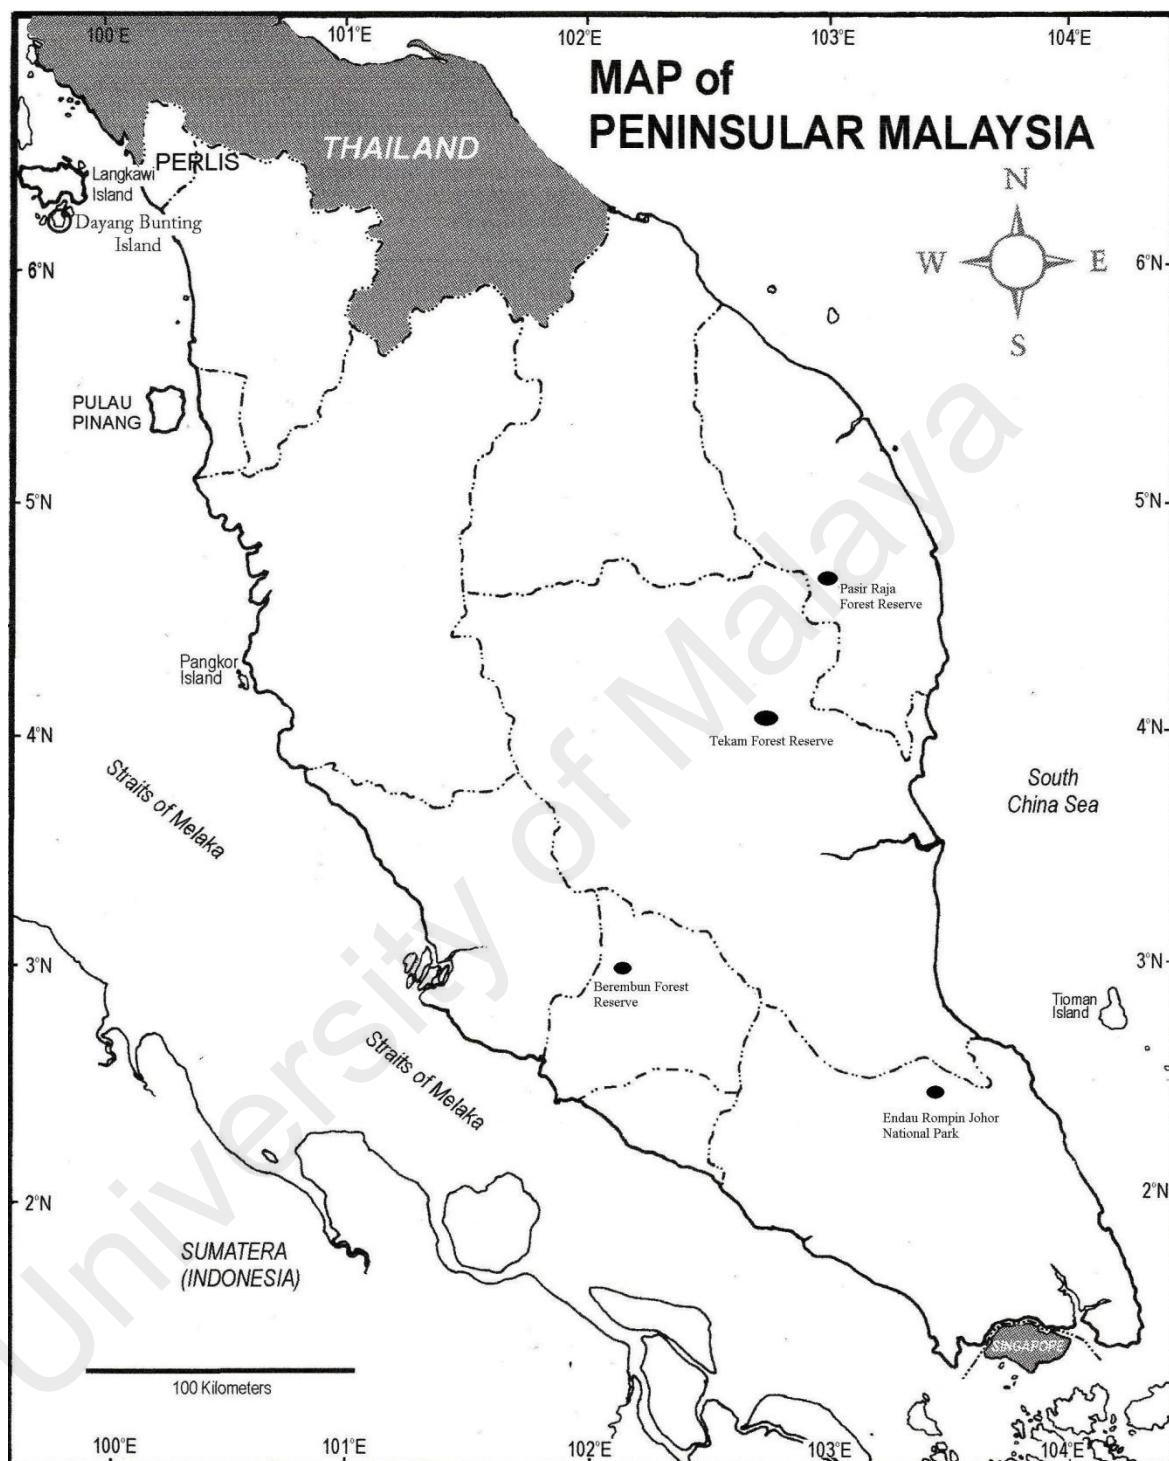 100°E
101°E
102°E
103°E
104°E
MAP of
PENINSULAR MALAYSIA
THAILAND
PERLIS
Langkawi
Island
Dayang Bunting
Island
N
W
E
S
6°N
6°N
PULAU
PINANG
5°N
5°N
Pasir Raja
Forest Reserve
Pangkor
Island
Tekam Forest Reserve
4°N
4°N
Straits of Melaka
South
China Sea
3°N
3°N
Berembun Forest
Reserve
Tioman
Island
Straits of Melaka
Endau Rompin Johor
National Park
2°N
2°N
SUMATERA
(INDONESIA)
SINGAPOPE
100 Kilometers
100°E
101°E
102°E
103°E
104°E
University of Malaya